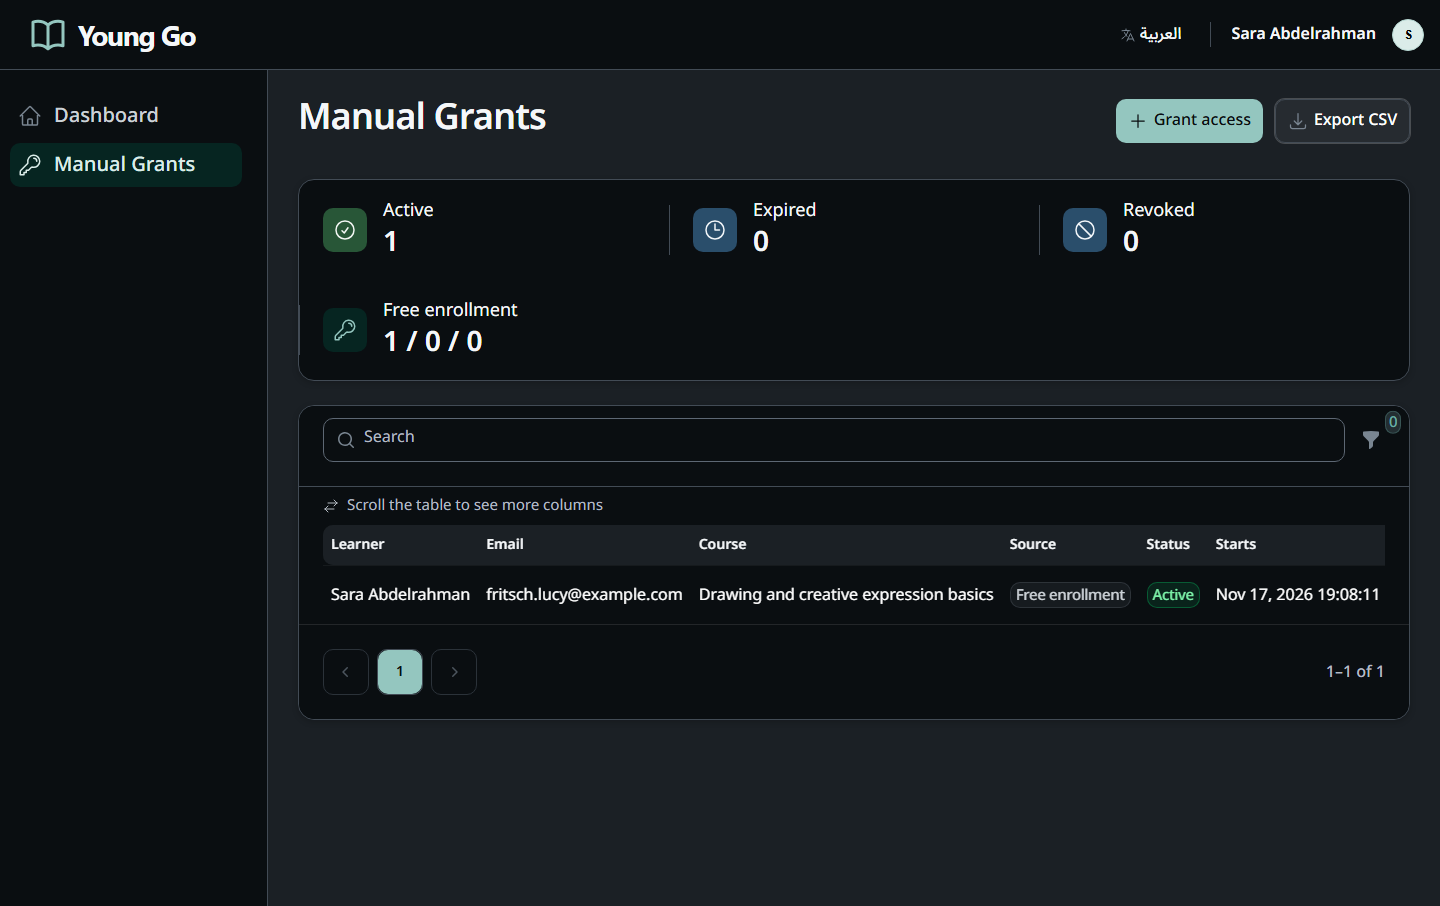 Young Go
العربية
Sara Abdelrahman
S
Dashboard
Manual Grants
Manual Grants
Grant access
Export CSV
Active
1
Expired
0
Revoked
0
Free enrollment
1 / 0 / 0
Search
0
Scroll the table to see more columns
Learner Email Course Source Status Starts
Sara Abdelrahman fritsch.lucy@example.com Drawing and creative expression basics Free enrollment Active Nov 17, 2026 19:08:11
1
1–1 of 1